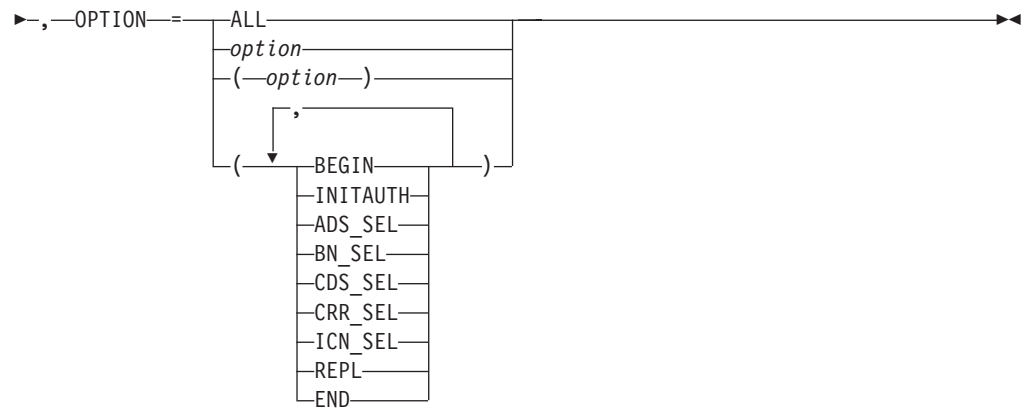 , OPTION = ALL
option
( option )
,
( BEGIN )
INITAUTH
ADS_SEL
BN_SEL
CDS_SEL
CRR_SEL
ICN_SEL
REPL
END